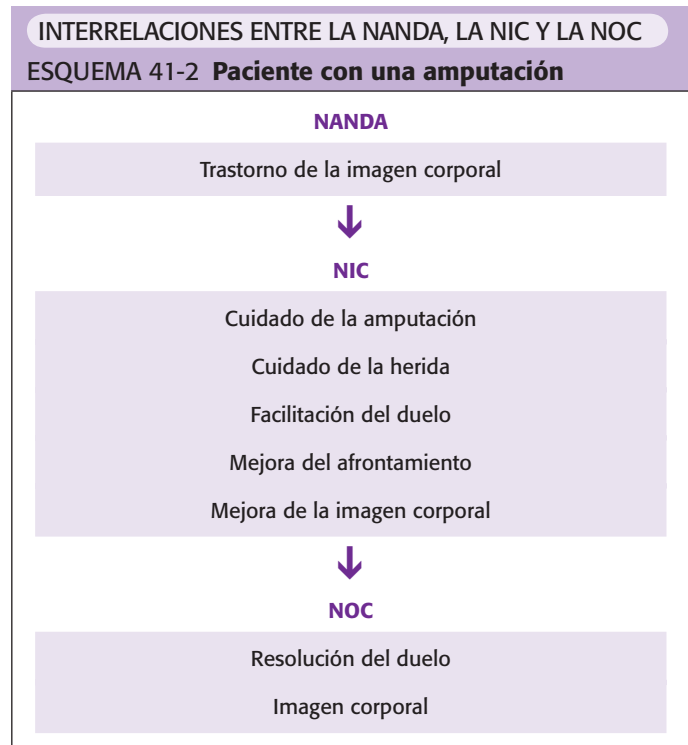 INTERRELACIONES ENTRE LA NANDA, LA NIC Y LA NOC
ESQUEMA 41-2 Paciente con una amputación
NANDA
Trastorno de la imagen corporal
NIC
Cuidado de la amputación
Cuidado de la herida
Facilitación del duelo
Mejora del afrontamiento
Mejora de la imagen corporal
NOC
Resolución del duelo
Imagen corporal